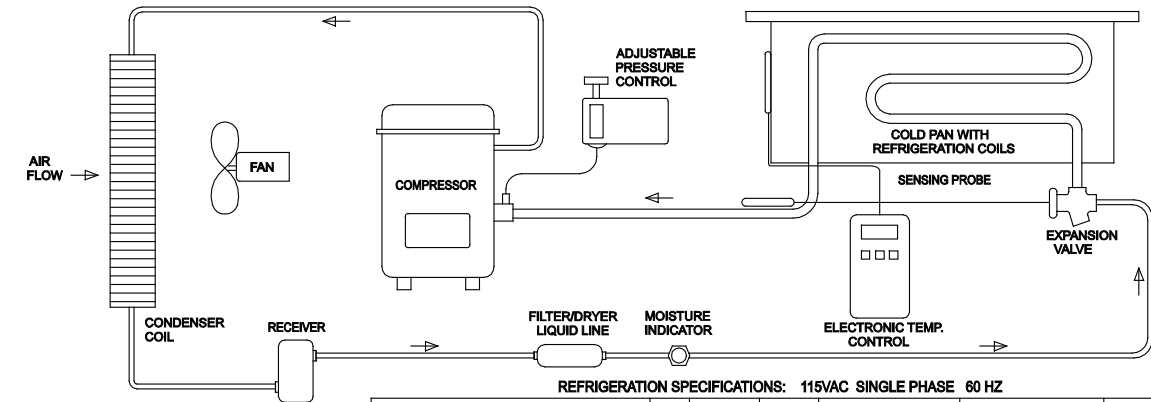 ADJUSTABLE
PRESSURE
CONTROL
AIR
FLOW
FAN
COMPRESSOR
COLD PAN WITH
REFRIGERATION COILS
SENSING PROBE
EXPANSION
VALVE
CONDENSER
COIL
RECEIVER
FILTER/DRYER
LIQUID LINE
MOISTURE
INDICATOR
ELECTRONIC TEMP.
CONTROL
REFRIGERATION SPECIFICATIONS: 115VAC SINGLE PHASE 60 HZ